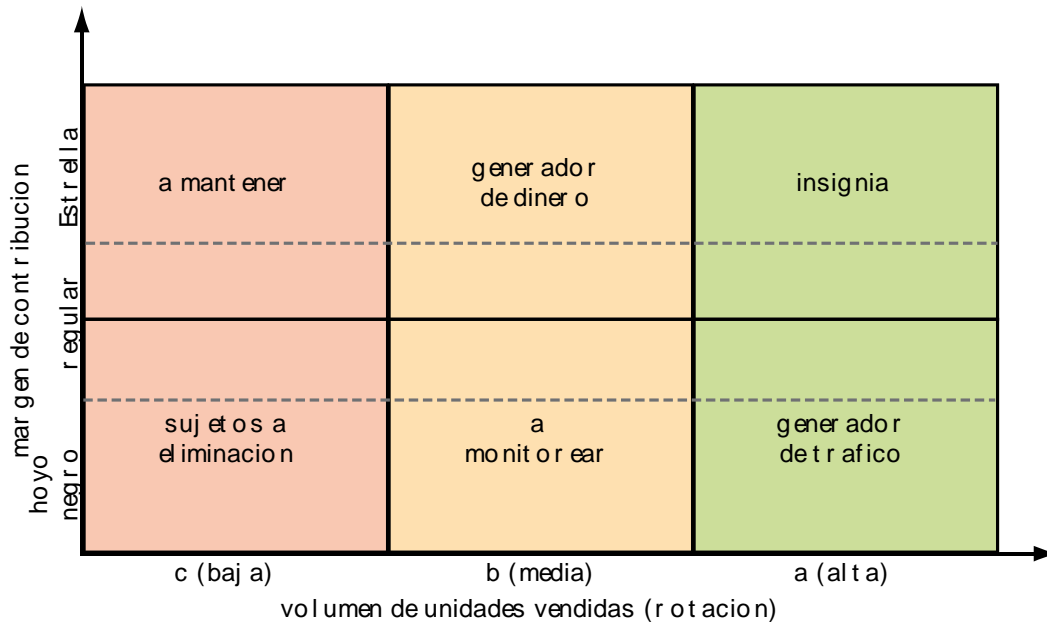 margen de contribucion
Estrella
regular
hoyo
negro
a mantener
generador
de dinero
insignia
sujetos a
eliminacion
a
monitorear
generador
de trafico
c (baja)
b (media)
a (alta)
volumen de unidades vendidas (rotacion)